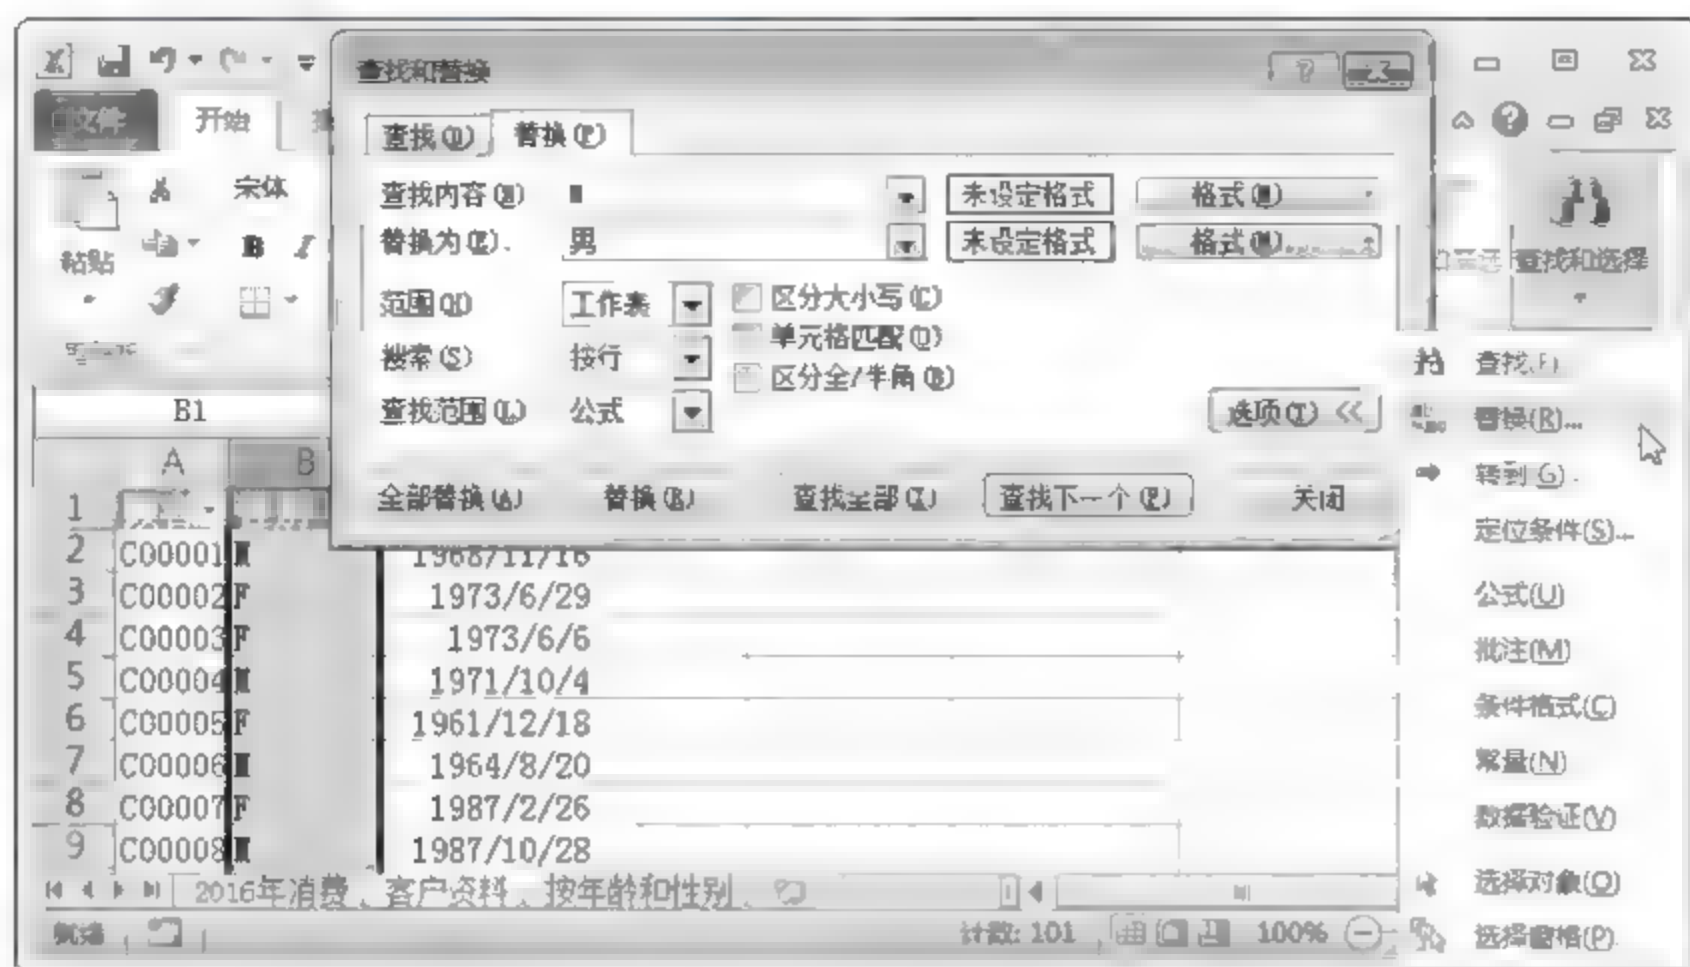 查找和替换
文件 开始
查找(D) 替换(P)
宋体
查找内容(N) 未设定格式 格式(M)
替换为(E) 男 未设定格式 格式(M)
粘贴 B I 查找和选择
范围(H) 工作表 区分大小写(C)
单元格匹配(O)
搜索(S) 按行
区分全/半角(B)
查找(F)
查找范围(L) 公式 选项(T) <<
B1
替换(R)...
A B
转到(G)
全部替换(A) 替换(R) 查找全部(I) 查找下一个(F) 关闭
1
定位条件(S)...
2 C00001 M 1968/11/16
3 C00002 F 1973/6/29
公式(U)
4 C00003 F 1973/6/6
批注(M)
5 C00004 M 1971/10/4
条件格式(C)
6 C00005 F 1961/12/18
7 C00006 M 1964/8/20
常量(N)
8 C00007 F 1987/2/26
数据验证(V)
9 C00008 M 1987/10/28
2016年消费 客户资料 按年龄和性别
选择对象(O)
就绪 计数: 101 100%
选择窗格(P)